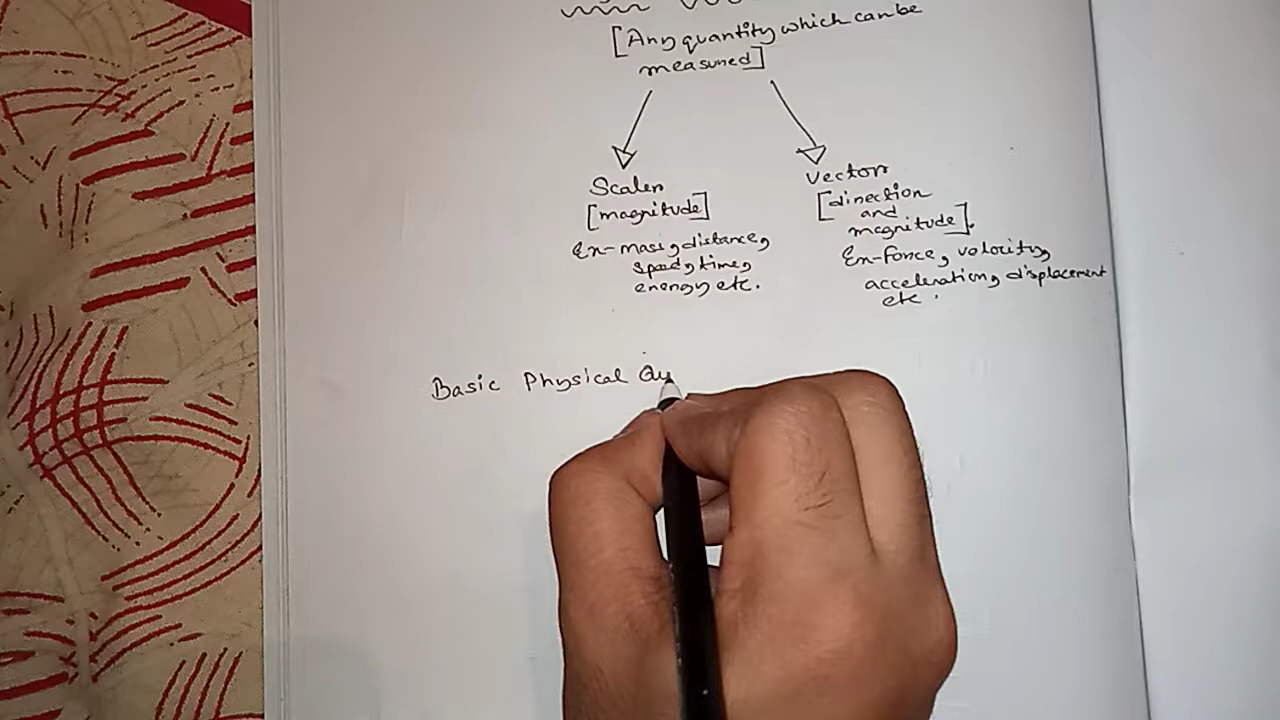 [Any quantity which can be
measured]
Scaler
[magnitude]
Ex-mass, distance,
speed, time,
energy etc.
Vector
[direction
and
magnitude].
Ex-Force, velocity,
acceleration, displacement
etc.
Basic Physical Qu